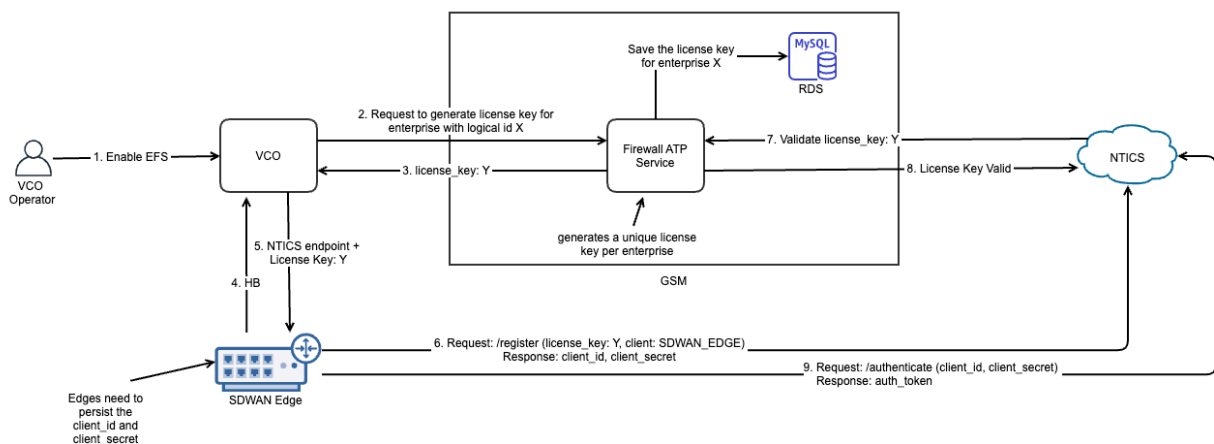 MySQL
Save the license key
for enterprise X
RDS
2. Request to generate license key for
enterprise with logical id X
7. Validate license_key: Y
VCO
Firewall ATP
Service
NTICS
1. Enable EFS
3. license_key: Y
8. License Key Valid
VCO
Operator
generates a unique license
key per enterprise
5. NTICS endpoint +
License Key: Y
GSM
4. HB
6. Request: /register (license_key: Y, client: SDWAN_EDGE)
Response: client_id, client_secret
9. Request: /authenticate (client_id, client_secret)
Response: auth_token
SDWAN Edge
Edges need to
persist the
client_id and
client_secret